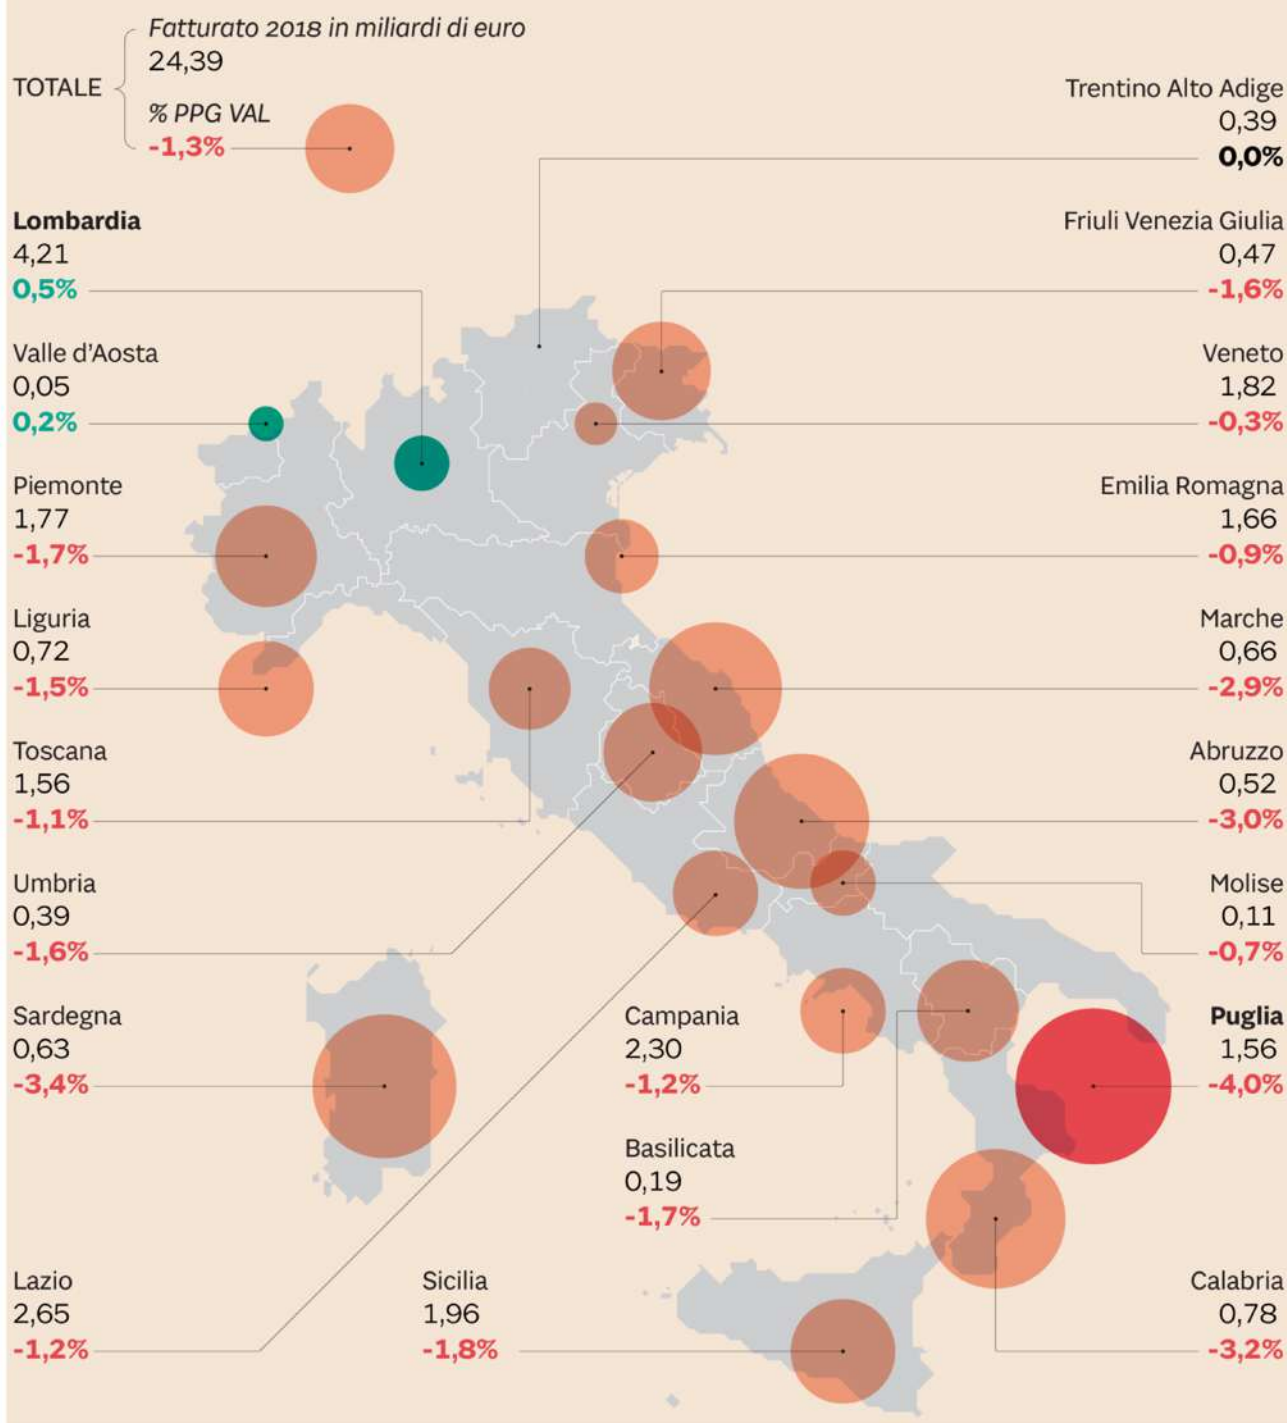 Fatturato 2018 in miliardi di euro
24,39
TOTALE
% PPG VAL
-1,3%
Lombardia
4,21
0,5%
Valle d'Aosta
0,05
0,2%
Piemonte
1,77
-1,7%
Liguria
0,72
-1,5%
Toscana
1,56
-1,1%
Umbria
0,39
-1,6%
Sardegna
0,63
-3,4%
Lazio
2,65
-1,2%
Sicilia
1,96
-1,8%
Campania
2,30
-1,2%
Basilicata
0,19
-1,7%
Trentino Alto Adige
0,39
0,0%
Friuli Venezia Giulia
0,47
-1,6%
Veneto
1,82
-0,3%
Emilia Romagna
1,66
-0,9%
Marche
0,66
-2,9%
Abruzzo
0,52
-3,0%
Molise
0,11
-0,7%
Puglia
1,56
-4,0%
Calabria
0,78
-3,2%